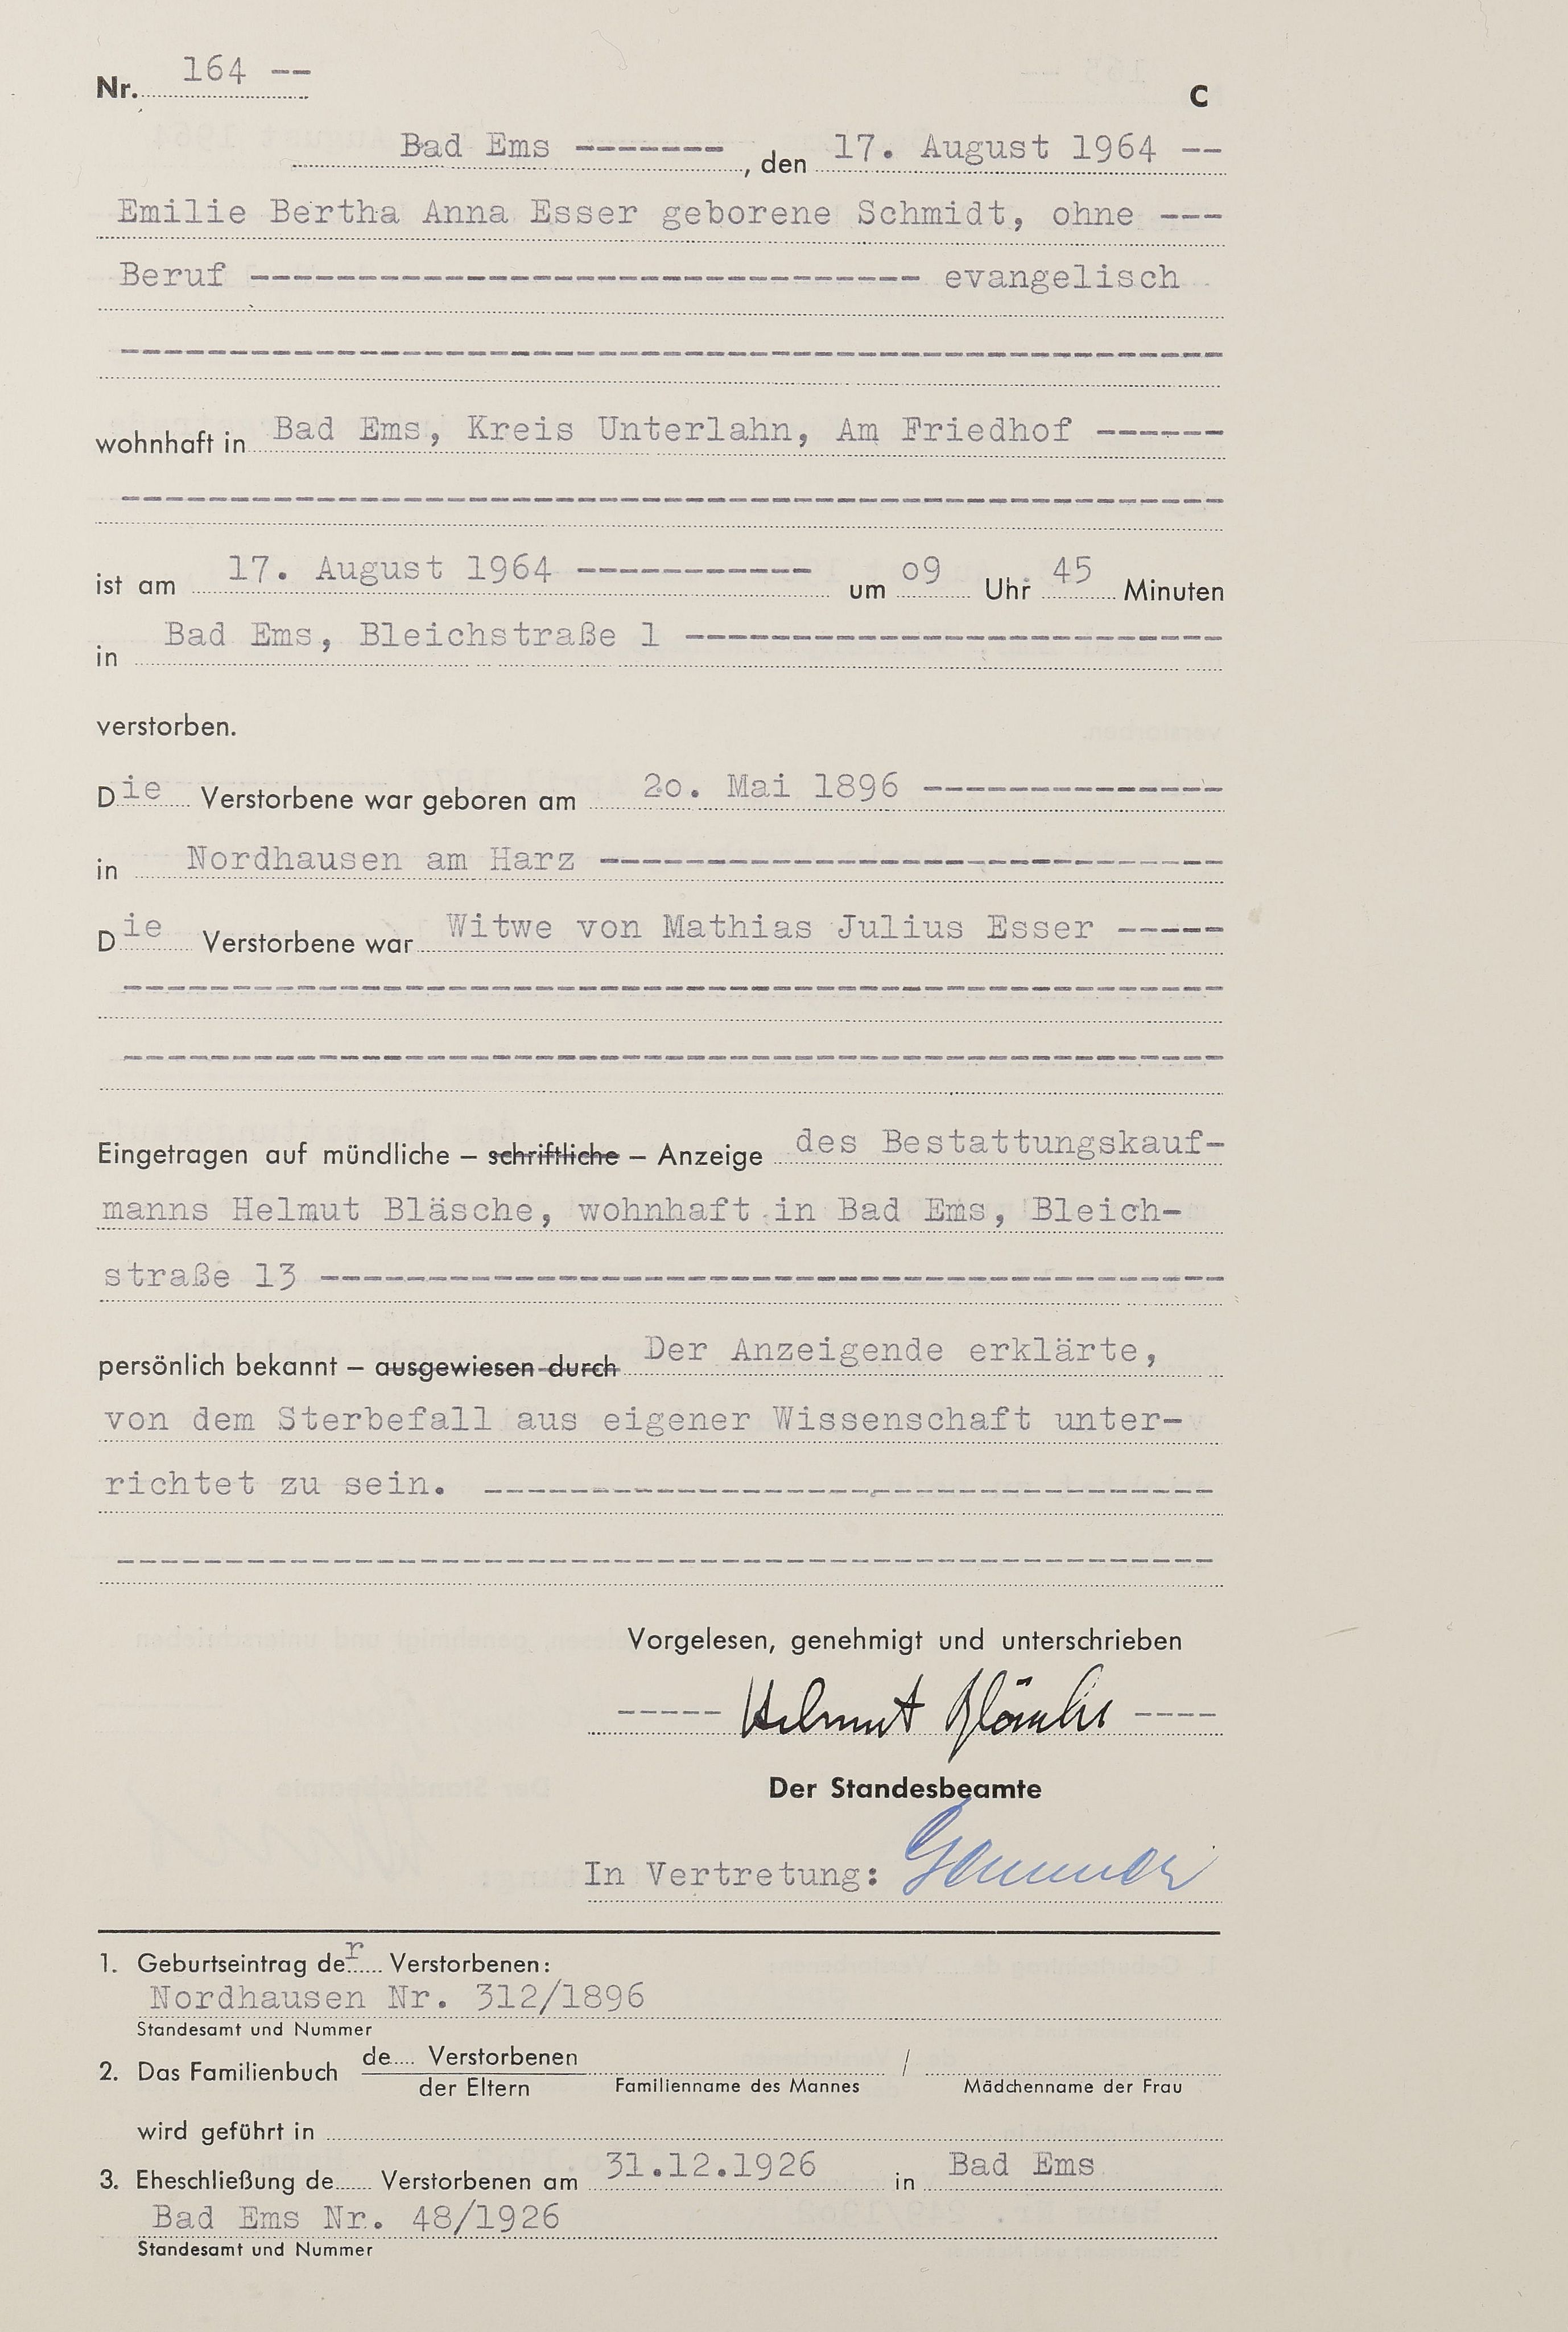 Nr. 164 --
C
Bad Ems -------, den 17. August 1964 --
Emilie Bertha Anna Esser geborene Schmidt, ohne ---
Beruf ------------------------------- evangelisch
wohnhaft in Bad Ems, Kreis Unterlahn, Am Friedhof ------
ist am 17. August 1964 ----------- um o9 Uhr 45 Minuten
in Bad Ems, Bleichstraße 1 -------------------------
verstorben.
Die Verstorbene war geboren am 2o. Mai 1896 --------------
in Nordhausen am Harz -----------------------------
Die Verstorbene war Witwe von Mathias Julius Esser -----
Eingetragen auf mündliche – schriftliche – Anzeige des Bestattungskauf-
manns Helmut Bläsche, wohnhaft in Bad Ems, Bleich-
straße 13 ------------------------------------------
persönlich bekannt – ausgewiesen durch Der Anzeigende erklärte,
von dem Sterbefall aus eigener Wissenschaft unter-
richtet zu sein. ----------------------------------
Vorgelesen, genehmigt und unterschrieben
----- Helmut Bläsche ----
Der Standesbeamte
In Vertretung:
1. Geburtseintrag der Verstorbenen:
Nordhausen Nr. 312/1896
Standesamt und Nummer
2. Das Familienbuch de..... Verstorbenen /
der Eltern Familienname des Mannes Mädchenname der Frau
wird geführt in
3. Eheschließung de...... Verstorbenen am 31.12.1926 in Bad Ems
Bad Ems Nr. 48/1926
Standesamt und Nummer